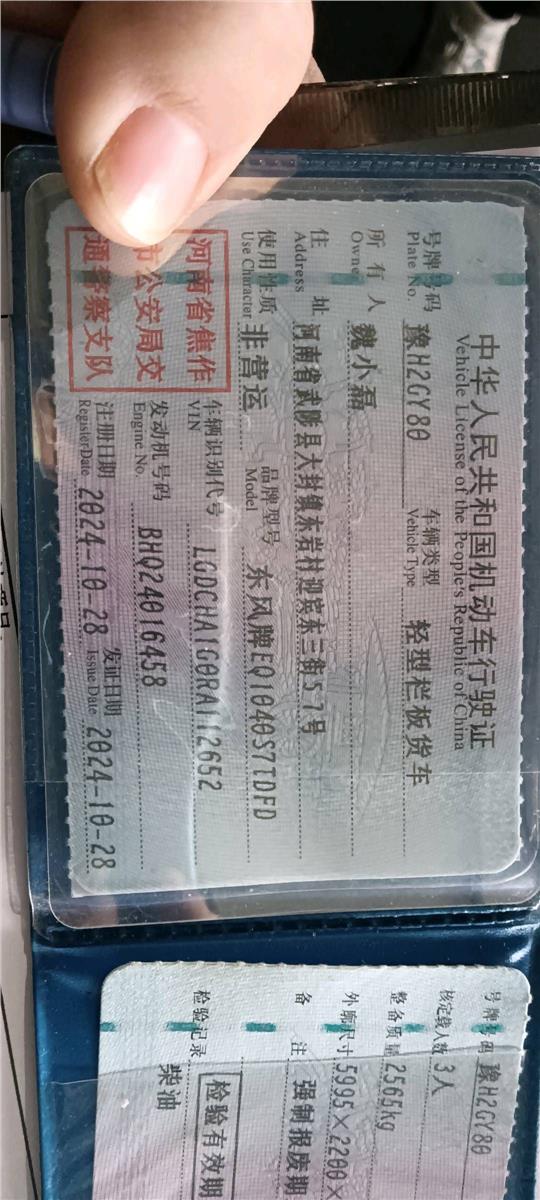 中华人民共和国机动车行驶证
Vehicle License of the People's Republic of China
号牌号码 豫H2GY80 车辆类型 轻型栏板货车
Plate No. Vehicle Type
所有人 魏小磊
Owner
住址 河南省武陟县大封镇东岩村迎宾东三街57号
Address
使用性质 非营运 品牌型号 东风牌EQ1040S7TDFD
Use Character Model
河南省焦作
市公安局交
通警察支队
车辆识别代号 LGDCHA1G0RA112652
VIN
发动机号码 BHQ24016458
Engine No.
注册日期 2024-10-28 发证日期 2024-10-28
Register Date Issue Date
号牌号码 豫H2GY80
核定载人数 3人
整备质量 2565kg
外廓尺寸 5995×2200×
备注 强制报废期
检验有效期
检验记录 柴油